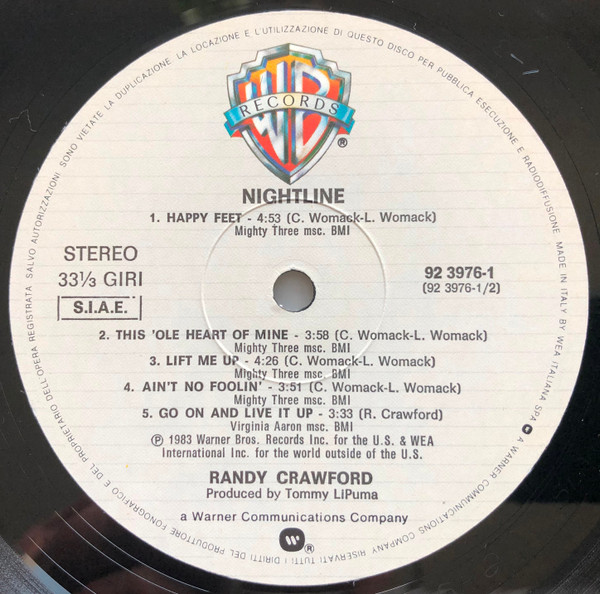 SONO VIETATE LA DUPLICAZIONE, LA LOCAZIONE E L'UTILIZZAZIONE DI QUESTO DISCO PER PUBBLICA ESECUZIONE E RADIODIFFUSIONE. MADE IN ITALY BY WEA ITALIANA SPA
A WARNER COMMUNICATIONS COMPANY RISERVATI TUTTI I DIRITTI DEL PRODUTTORE FONOGRAFICO E DEL PROPRIETARIO DELL'OPERA REGISTRATA SALVO AUTORIZZAZIONI.
WB
RECORDS
®
NIGHTLINE
1. HAPPY FEET - 4:53 (C. Womack-L. Womack)
Mighty Three msc. BMI
STEREO
33⅓ GIRI
S.I.A.E.
92 3976-1
(92 3976-1/2)
2. THIS 'OLE HEART OF MINE - 3:58 (C. Womack-L. Womack)
Mighty Three msc. BMI
3. LIFT ME UP - 4:26 (C. Womack-L. Womack)
Mighty Three msc. BMI
4. AIN'T NO FOOLIN' - 3:51 (C. Womack-L. Womack)
Mighty Three msc. BMI
5. GO ON AND LIVE IT UP - 3:33 (R. Crawford)
Virginia Aaron msc. BMI
℗ 1983 Warner Bros. Records Inc. for the U.S. & WEA
International Inc. for the world outside of the U.S.
RANDY CRAWFORD
Produced by Tommy LiPuma
a Warner Communications Company
®